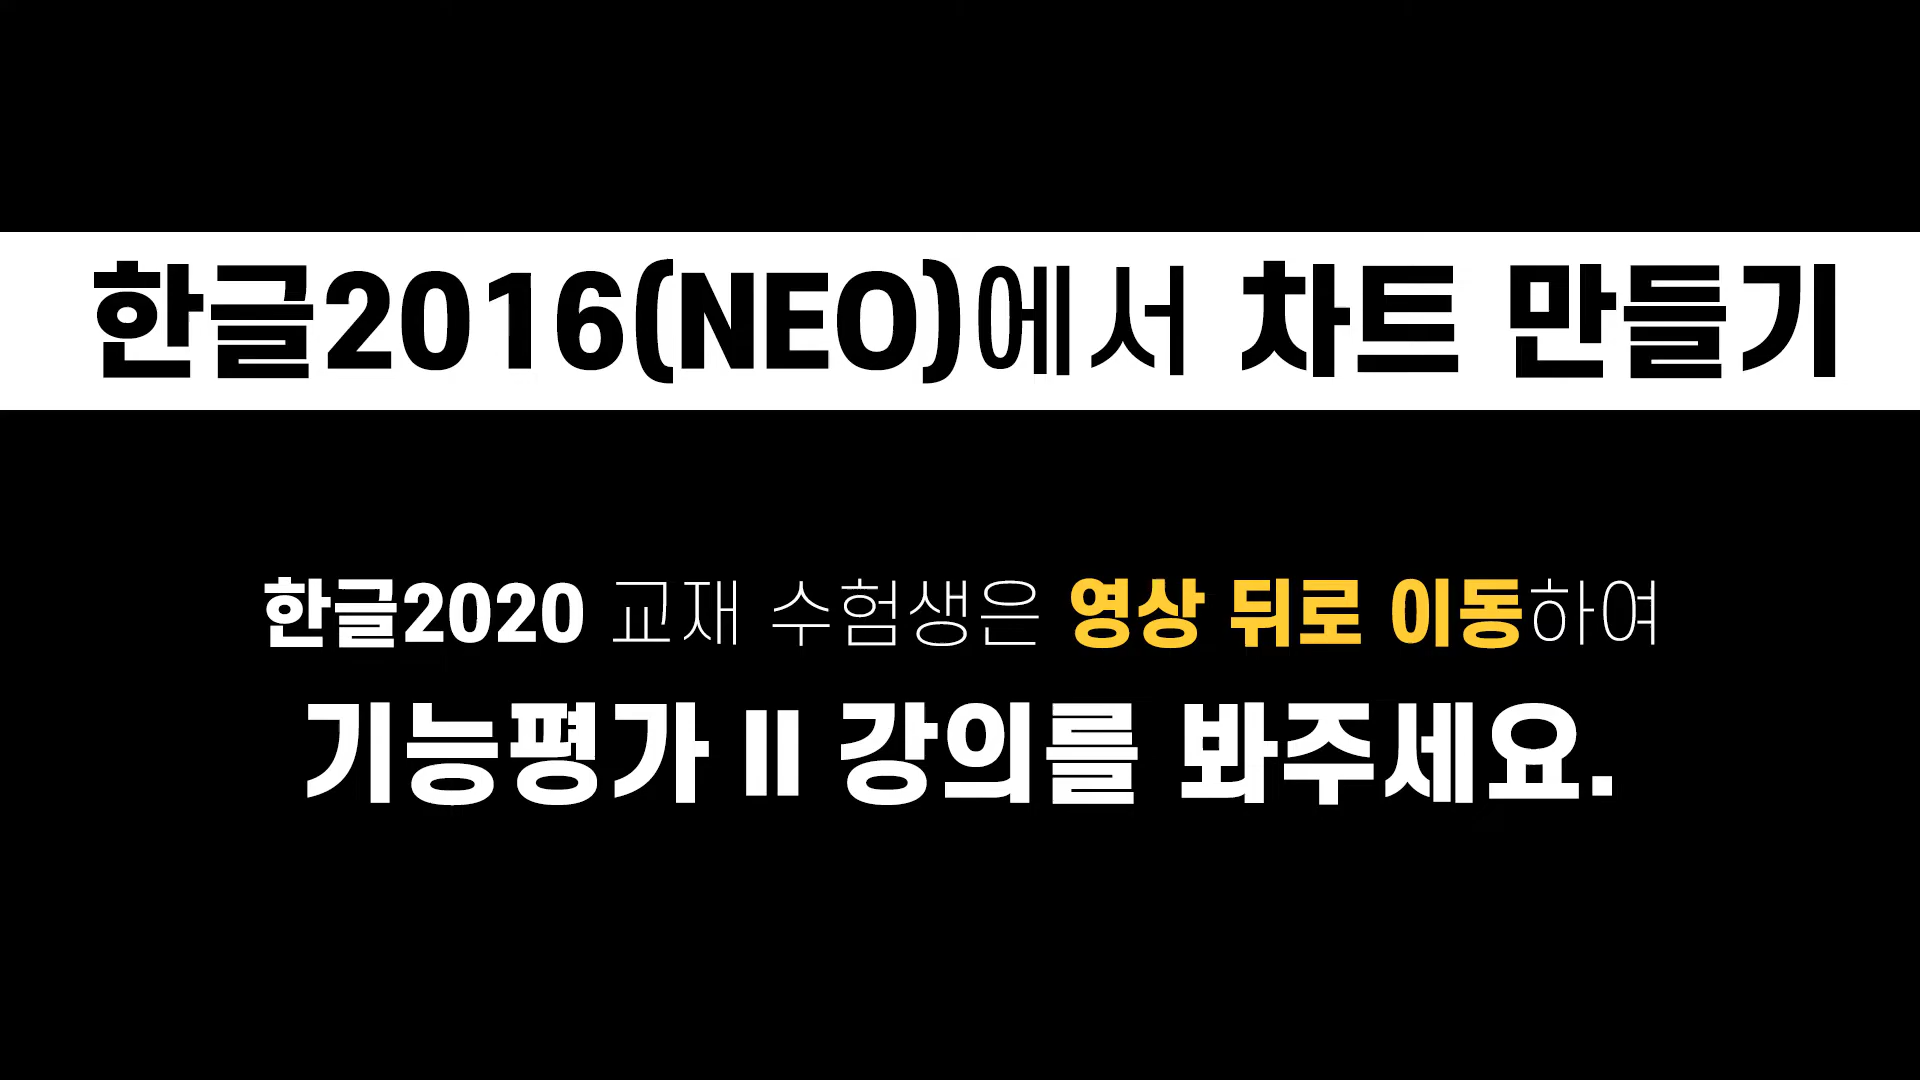 한글2016(NEO)에서 차트 만들기
한글2020 교재 수험생은 영상 뒤로 이동하여
기능평가 II 강의를 봐주세요.